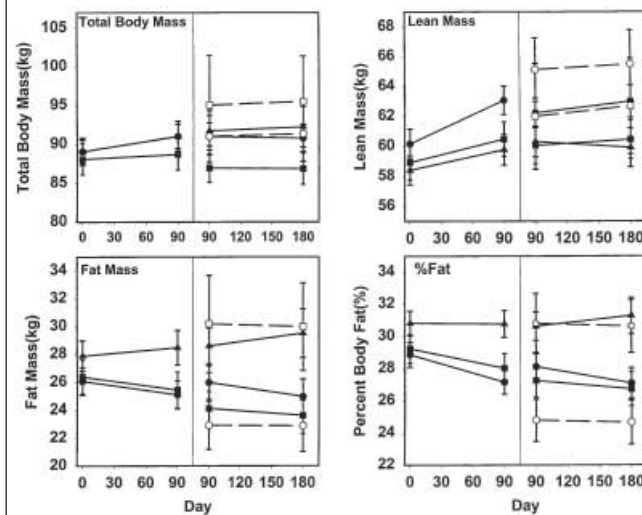 Total Body Mass
Total Body Mass(kg)
105
100
95
90
85
80
0 30 60 90 90 120 150 180
Lean Mass
Lean Mass(kg)
68
66
64
62
60
58
56
0 30 60 90 90 120 150 180
Fat Mass
Fat Mass(kg)
34
32
30
28
26
24
22
20
0 30 60 90 90 120 150 180
Day
%Fat
Percent Body Fat(%)
34
32
30
28
26
24
22
0 30 60 90 90 120 150 180
Day